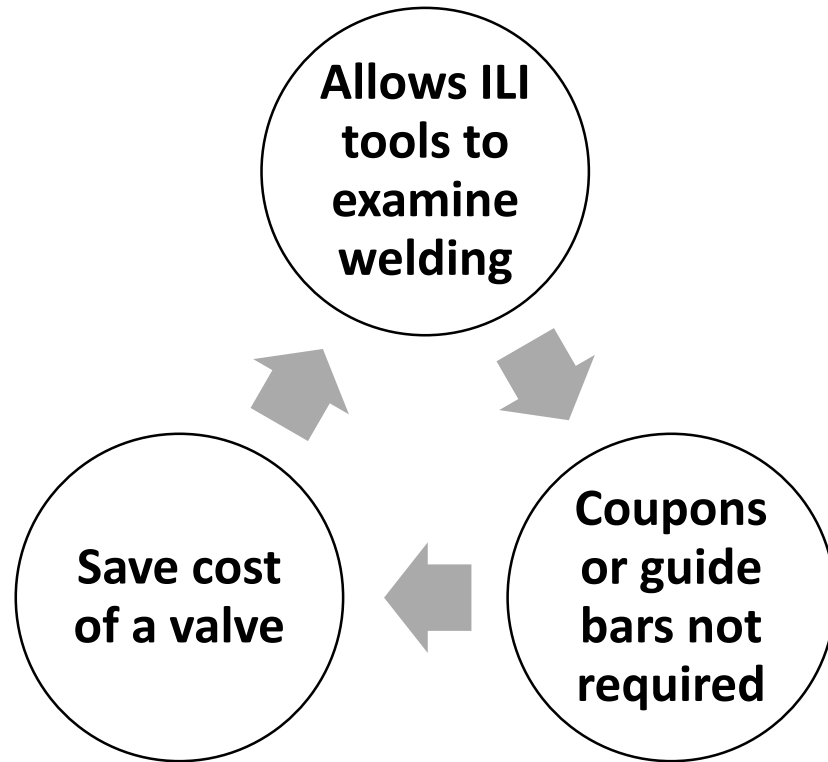 Allows ILI
tools to
examine
welding
Coupons
or guide
bars not
required
Save cost
of a valve